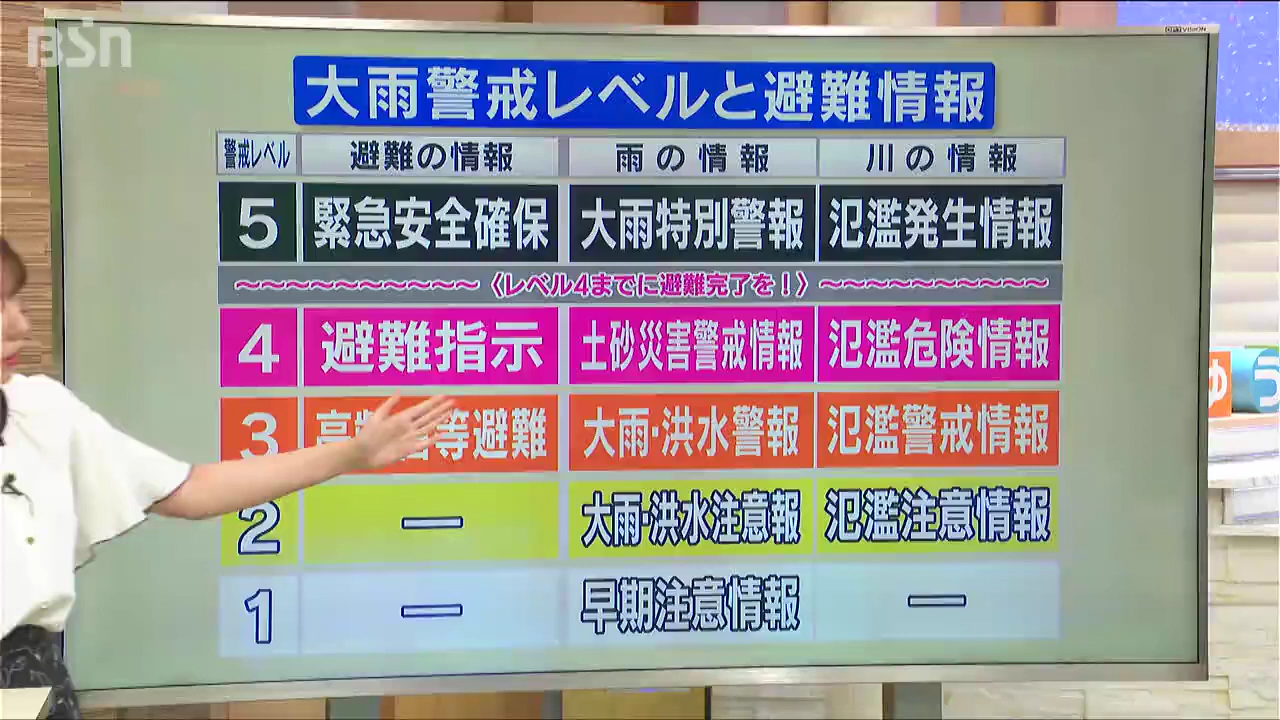 BSN
大雨警戒レベルと避難情報
警戒レベル 避難の情報 雨の情報 川の情報
5 緊急安全確保 大雨特別警報 氾濫発生情報
～～～～～～～～～～〈レベル4までに避難完了を！〉～～～～～～～～～～
4 避難指示 土砂災害警戒情報 氾濫危険情報
3 高 等避難 大雨・洪水警報 氾濫警戒情報
2 ー 大雨・洪水注意報 氾濫注意情報
1 ー 早期注意情報 ー
ゆ う